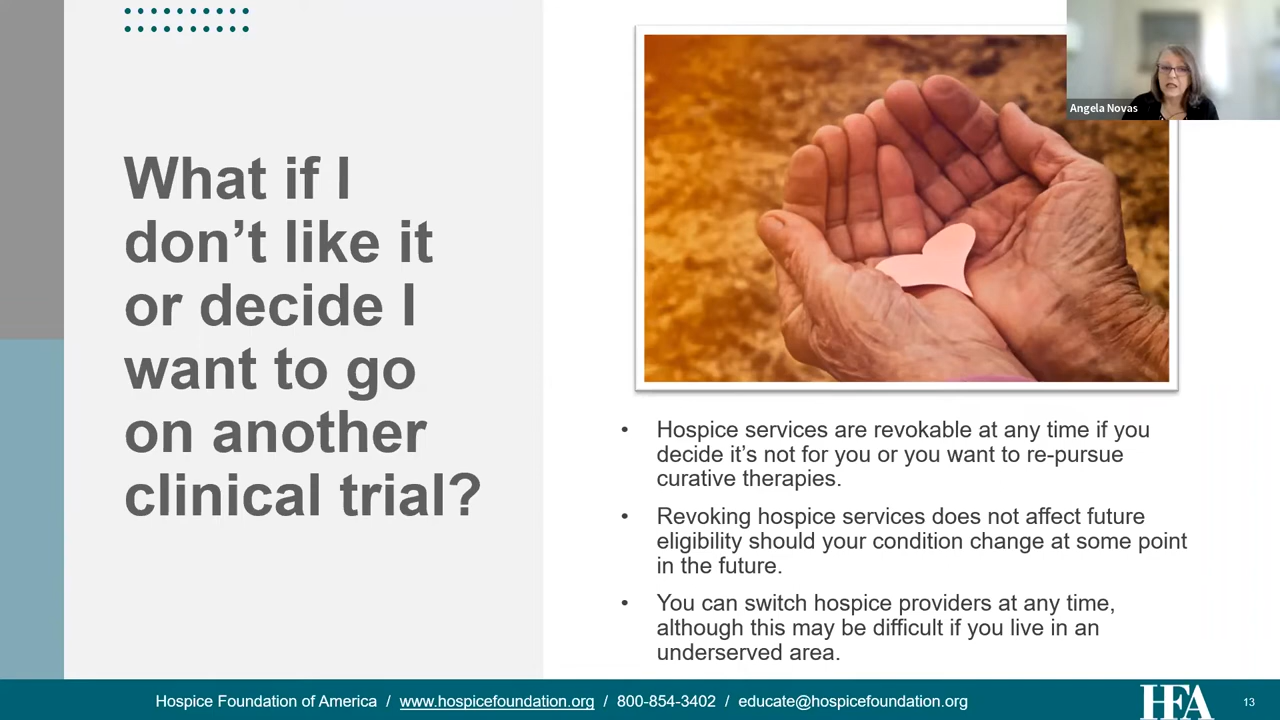 What if I
don’t like it
or decide I
want to go
on another
clinical trial?
Angela Novas
• Hospice services are revokable at any time if you
decide it’s not for you or you want to re-pursue
curative therapies.
• Revoking hospice services does not affect future
eligibility should your condition change at some point
in the future.
• You can switch hospice providers at any time,
although this may be difficult if you live in an
underserved area.
Hospice Foundation of America / www.hospicefoundation.org / 800-854-3402 / educate@hospicefoundation.org
HFA
13